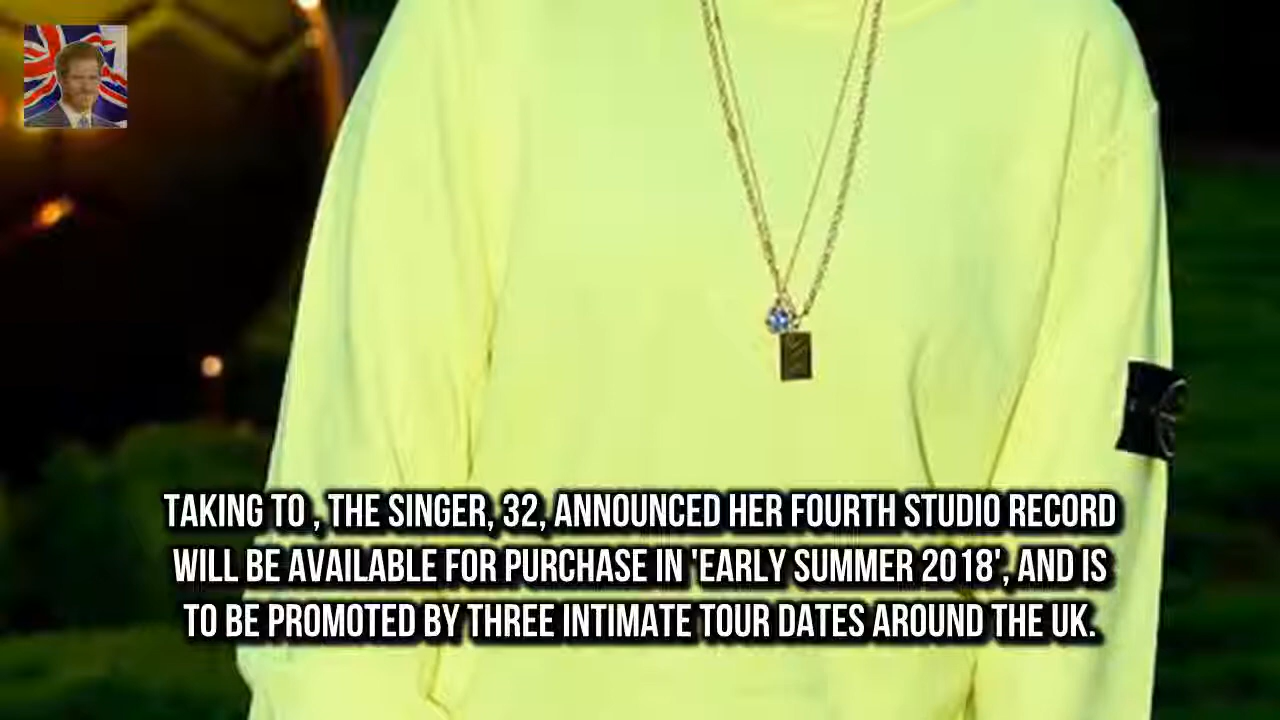 TAKING TO , THE SINGER, 32, ANNOUNCED HER FOURTH STUDIO RECORD
WILL BE AVAILABLE FOR PURCHASE IN 'EARLY SUMMER 2018', AND IS
TO BE PROMOTED BY THREE INTIMATE TOUR DATES AROUND THE UK.